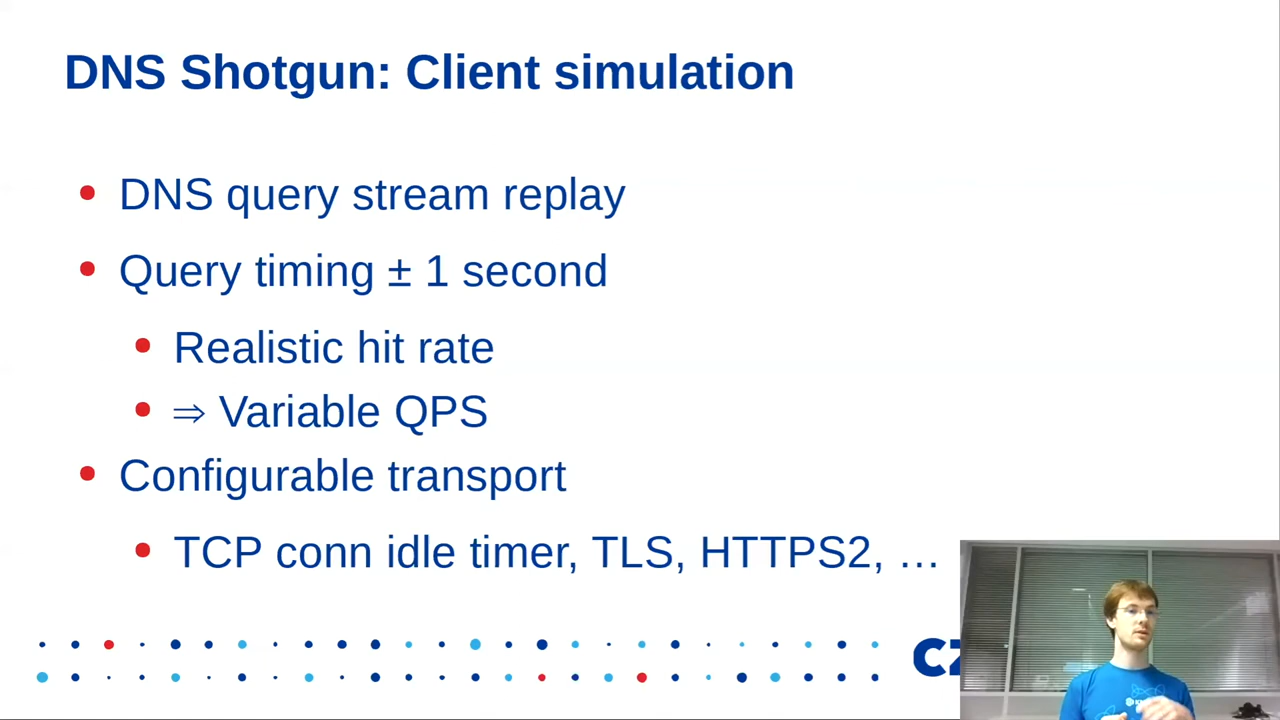 DNS Shotgun: Client simulation
DNS query stream replay
Query timing ± 1 second
Realistic hit rate
⇒ Variable QPS
Configurable transport
TCP conn idle timer, TLS, HTTPS2, …
CZ